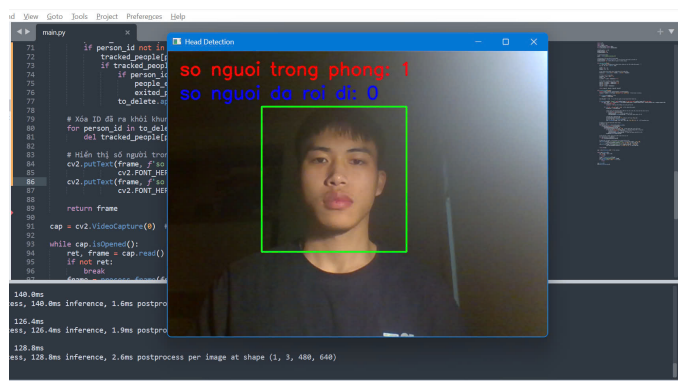 d View Goto Tools Project Preferences Help
main.py
Head Detection
so nguoi trong phong: 1
so nguoi da roi di: 0
71 if person_id not in
72 tracked_people[p
73 if tracked_peopl
74 if person_id
75 people_e
76 exited_p
77 to_delete.ap
78
79 # Xóa ID đã ra khỏi khun
80 for person_id in to_dele
81 del tracked_people[p
82
83 # Hiển thị số người tron
84 cv2.putText(frame, f'so
85 cv2.FONT_HER
86 cv2.putText(frame, f'so
87 cv2.FONT_HER
88
89 return frame
90
91 cap = cv2.VideoCapture(0) #
92
93 while cap.isOpened():
94 ret, frame = cap.read()
95 if not ret:
96 break
97
140.0ms
ess, 140.0ms inference, 1.6ms postpro
126.4ms
ess, 126.4ms inference, 1.9ms postpro
128.8ms
ess, 128.8ms inference, 2.6ms postprocess per image at shape (1, 3, 480, 640)